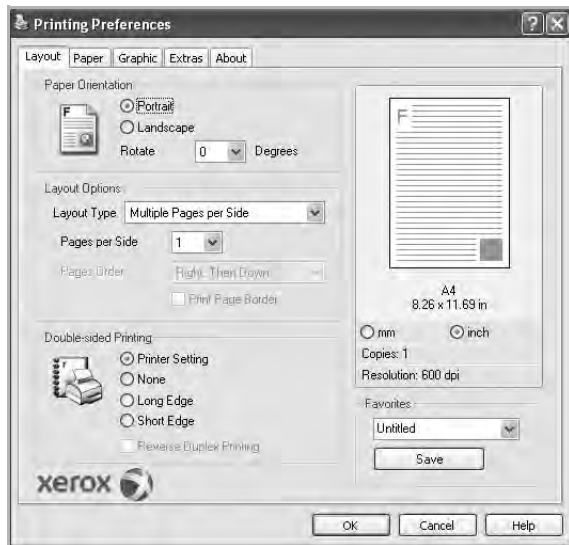 Printing Preferences
Layout Paper Graphic Extras About
Paper Orientation
F
Portrait
Landscape
Rotate 0 Degrees
Layout Options
Layout Type Multiple Pages per Side
Pages per Side 1
Pages Order Right, Then Down
Print Page Border
Double-sided Printing
Printer Setting
None
Long Edge
Short Edge
Reverse Duplex Printing
xerox
F
A4
8.26 x 11.69 in
mm inch
Copies: 1
Resolution: 600 dpi
Favorites
Untitled
Save
OK Cancel Help